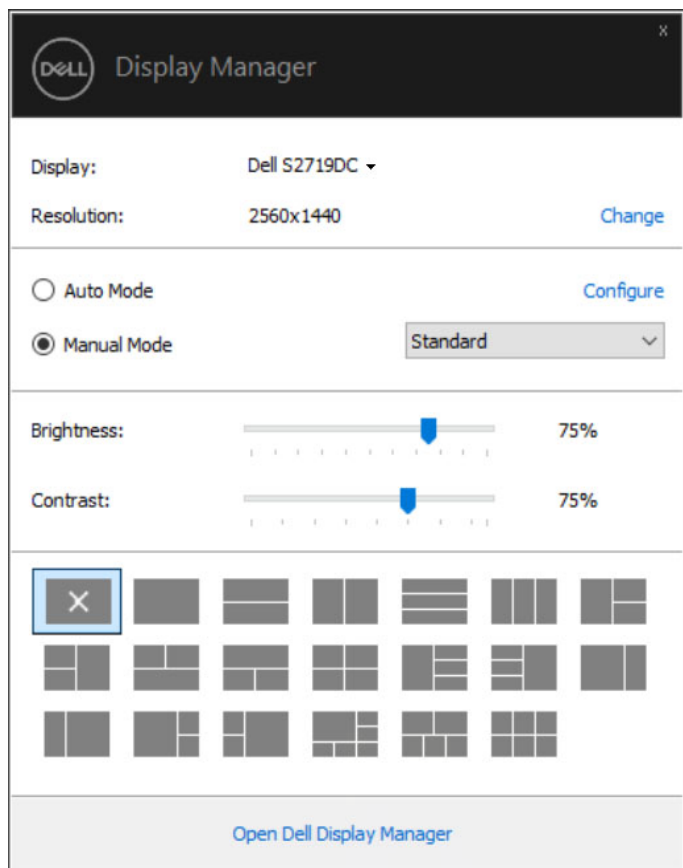 x
DELL Display Manager
Display: Dell S2719DC
Resolution: 2560x1440 Change
Auto Mode Configure
Manual Mode Standard
Brightness: 75%
Contrast: 75%
Open Dell Display Manager